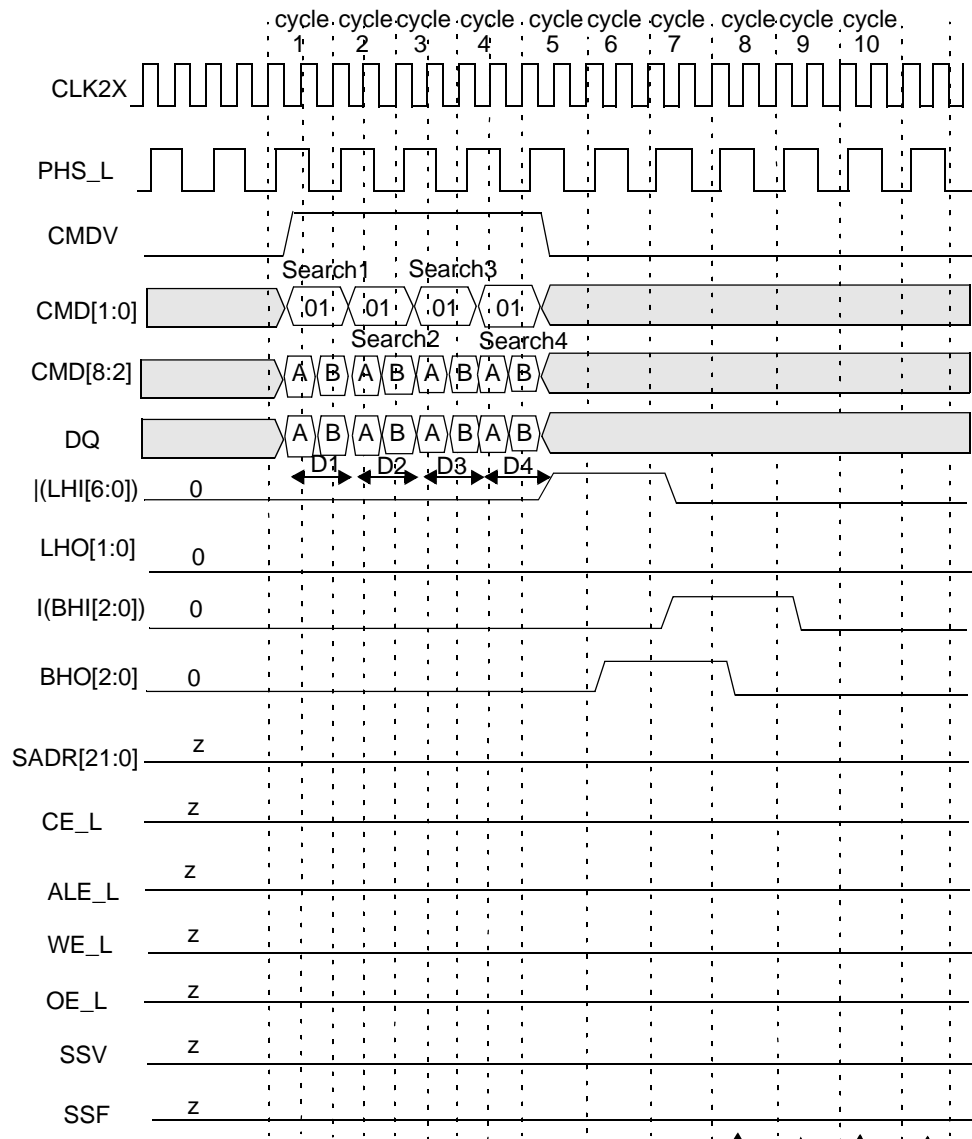 cycle cycle cycle cycle cycle cycle cycle cycle cycle cycle
1 2 3 4 5 6 7 8 9 10
CLK2X
PHS_L
CMDV
Search1 Search3
CMD[1:0] 01 01 01 01
Search2 Search4
CMD[8:2] A B A B A B A B
DQ A B A B A B A B
D1 D2 D3 D4
|(LHI[6:0]) 0
LHO[1:0] 0
I(BHI[2:0]) 0
BHO[2:0] 0
SADR[21:0] z
CE_L z
ALE_L z
WE_L z
OE_L z
SSV z
SSF z